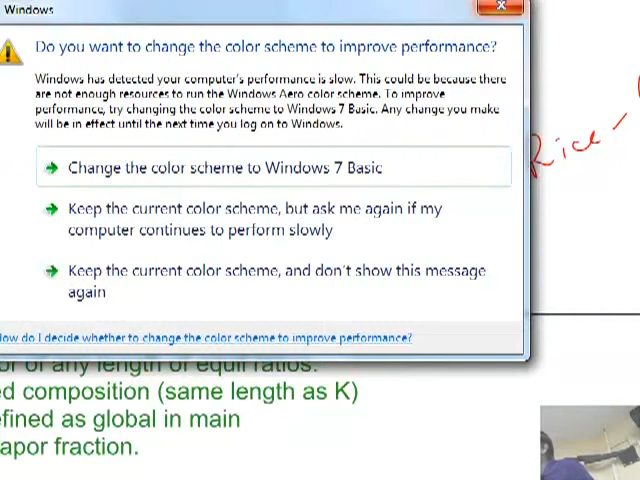 Windows
Do you want to change the color scheme to improve performance?
Windows has detected your computer's performance is slow. This could be because there
are not enough resources to run the Windows Aero color scheme. To improve
performance, try changing the color scheme to Windows 7 Basic. Any change you make
will be in effect until the next time you log on to Windows.
Rice -
Change the color scheme to Windows 7 Basic
Keep the current color scheme, but ask me again if my
computer continues to perform slowly
Keep the current color scheme, and don't show this message
again
How do I decide whether to change the color scheme to improve performance?
or of any length of equil ratios.
ed composition (same length as K)
efined as global in main
apor fraction.